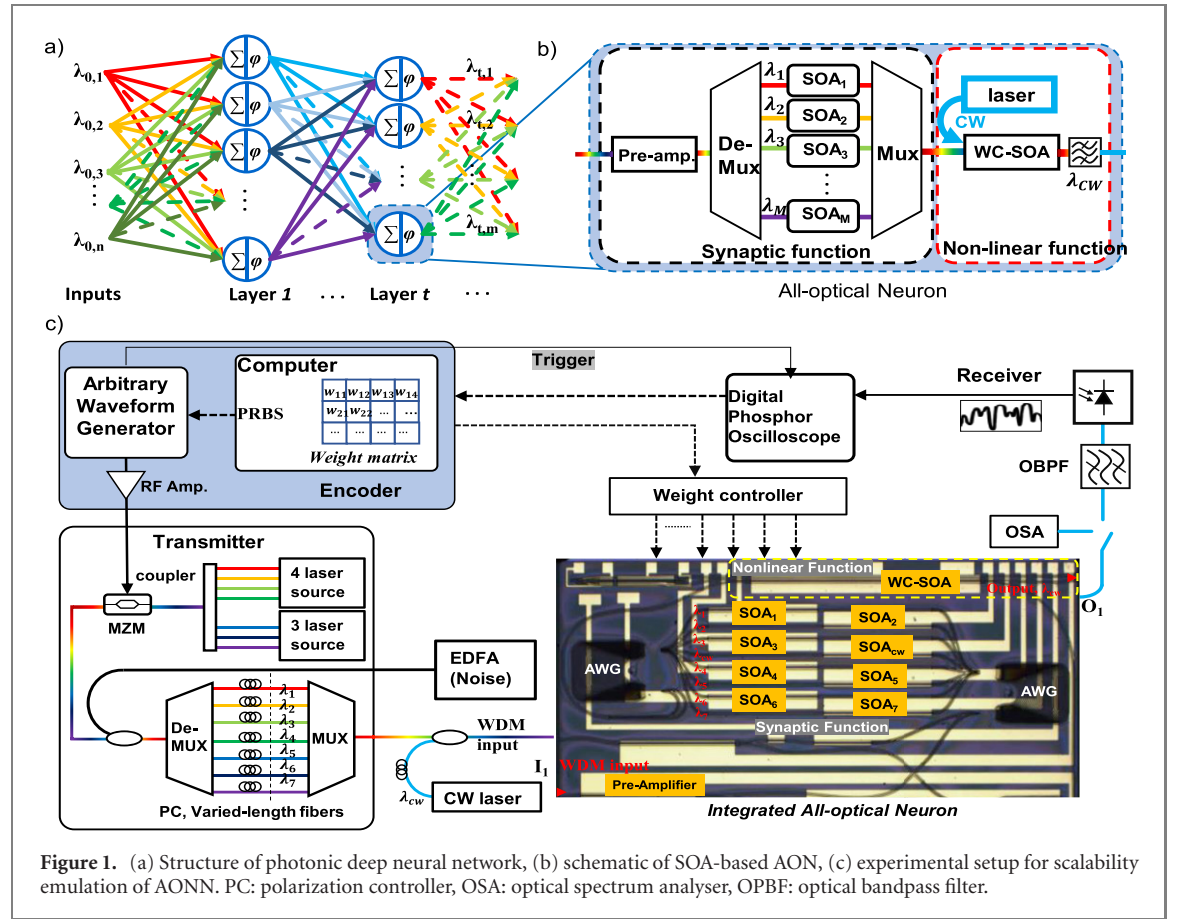 a)
λ0,1
λ0,2
λ0,3
λ0,n
∑ φ
∑ φ
∑ φ
∑ φ
∑ φ
∑ φ
∑ φ
λt,1
λt,2
λt,m
Inputs
Layer 1
...
Layer t
...
b)
Pre-amp.
De-
Mux
λ1
SOA1
λ2
SOA2
λ3
SOA3
λM
SOAM
Mux
Synaptic function
laser
CW
WC-SOA
λCW
Non-linear function
All-optical Neuron
c)
Arbitrary
Waveform
Generator
Computer
PRBS
w11 w12 w13 w14
w21 w22 ... ...
... ... ...
Weight matrix
Encoder
RF Amp.
Trigger
Digital
Phosphor
Oscilloscope
Receiver
OBPF
OSA
Weight controller
Transmitter
coupler
MZM
4 laser
source
3 laser
source
EDFA
(Noise)
De-
MUX
λ1
λ2
λ3
λ4
λ5
λ6
λ7
MUX
PC, Varied-length fibers
WDM
input
λcw
CW laser
I1
Nonlinear Function
WC-SOA
Output λcw
O1
SOA1
SOA2
SOA3
SOAcw
SOA4
SOA5
SOA6
SOA7
AWG
AWG
Synaptic Function
WDM input
Pre-Amplifier
Integrated All-optical Neuron
Figure 1. (a) Structure of photonic deep neural network, (b) schematic of SOA-based AON, (c) experimental setup for scalability
emulation of AONN. PC: polarization controller, OSA: optical spectrum analyser, OPBF: optical bandpass filter.